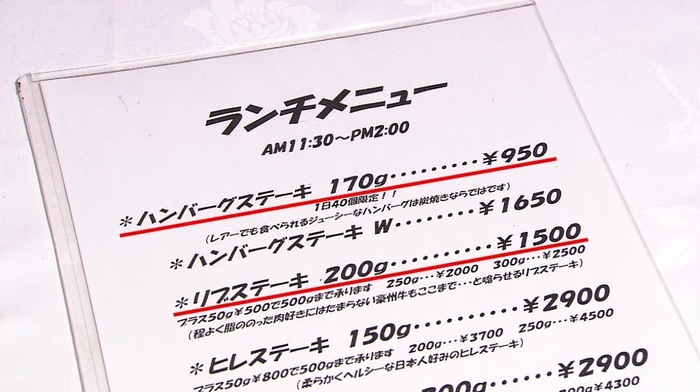 ランチメニュー
AM11:30〜PM2:00
*ハンバーグステーキ 170g・・・・・・・・・¥950
1日40個限定！！
(レアーでも食べられるジューシーなハンバーグは炭焼きならではです)
*ハンバーグステーキ W・・・・・・・・¥1650
*リブステーキ 200g・・・・・・・・・・¥1500
プラス50g¥500で500gまで承ります 250g・・・¥2000 300g・・・¥2500
(程よく脂ののった肉好きにはたまらない豪州牛もここまで・・・と唸らせるリブステーキ)
*ヒレステーキ 150g・・・・・・・・・・¥2900
プラス50g¥800で500gまで承ります 200g・・・¥3700 250g・・・¥4500
(柔らかくヘルシーな日本人好みのヒレステーキ)
200g・・・・・・・・・¥2900
¥4300